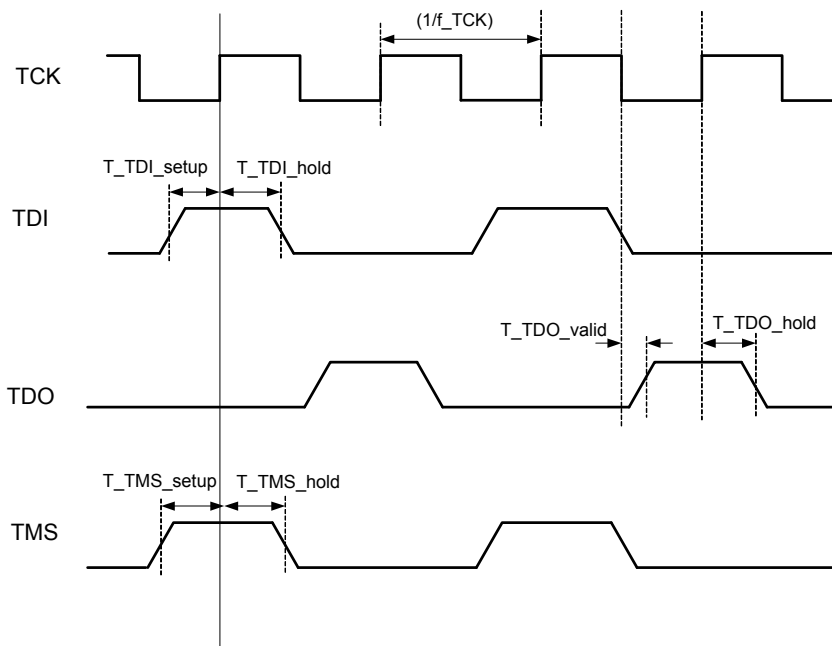 (1/f_TCK)
TCK
T_TDI_setup T_TDI_hold
TDI
T_TDO_valid T_TDO_hold
TDO
T_TMS_setup T_TMS_hold
TMS